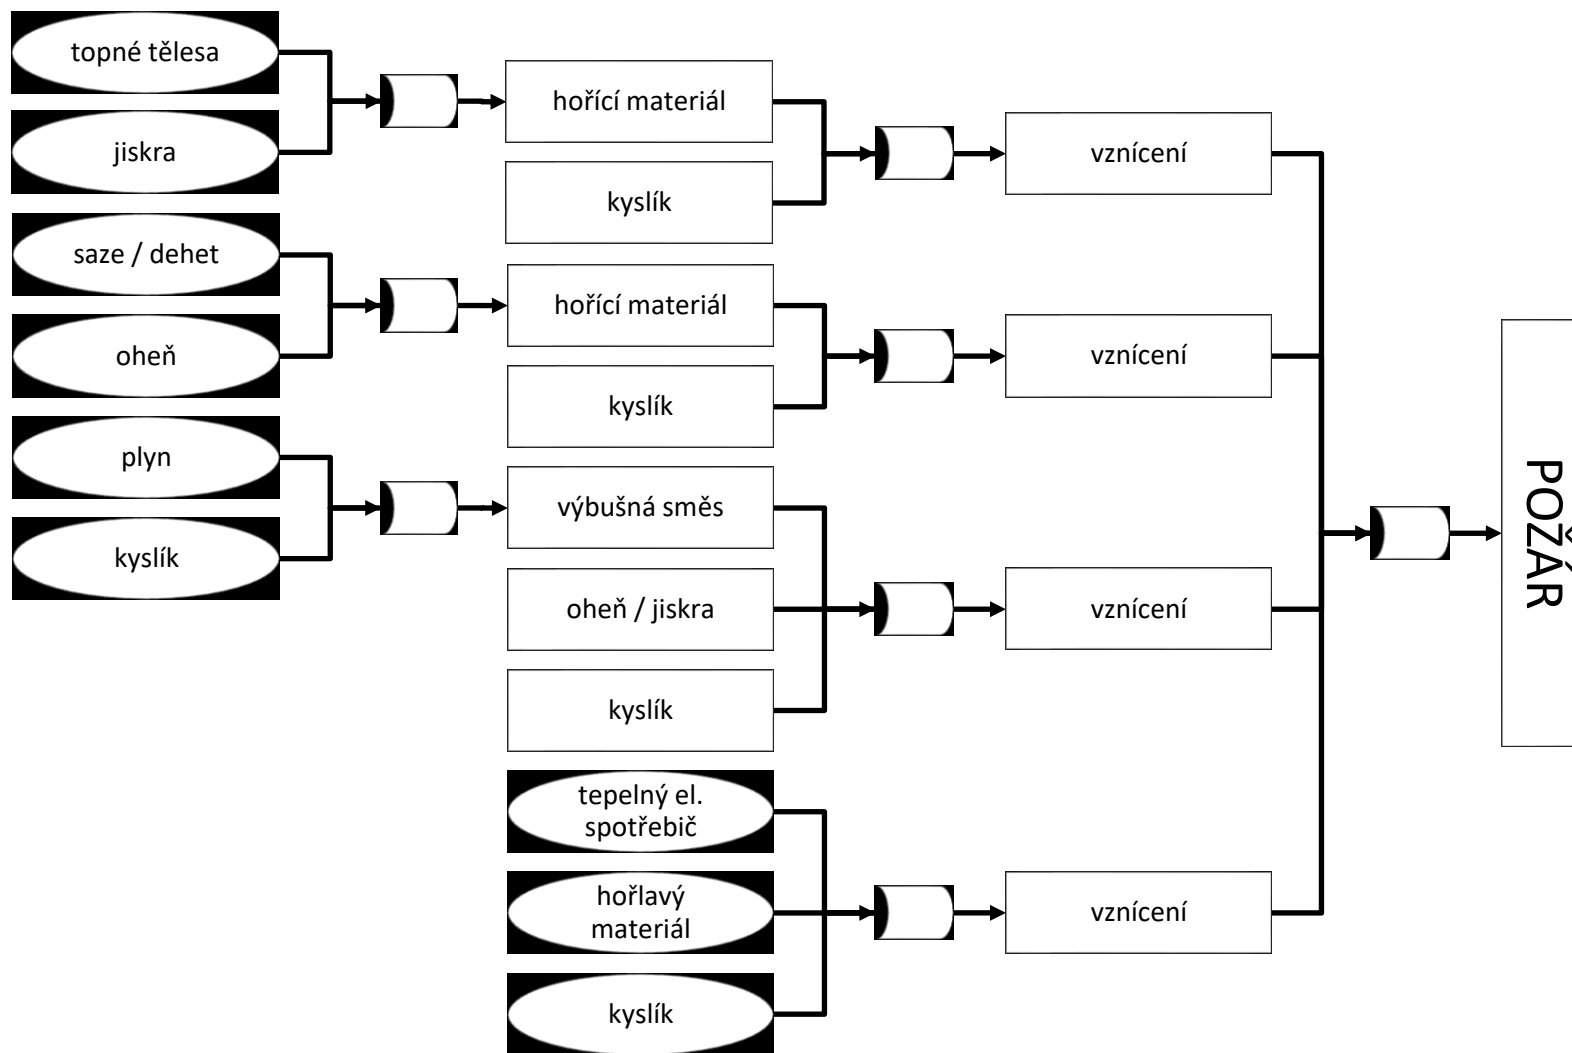 topné tělesa
jiskra
hořící materiál
kyslík
vznícení
saze / dehet
oheň
hořící materiál
kyslík
vznícení
plyn
kyslík
výbušná směs
oheň / jiskra
kyslík
vznícení
tepelný el.
spotřebič
hořlavý
materiál
kyslík
vznícení
POŽÁR